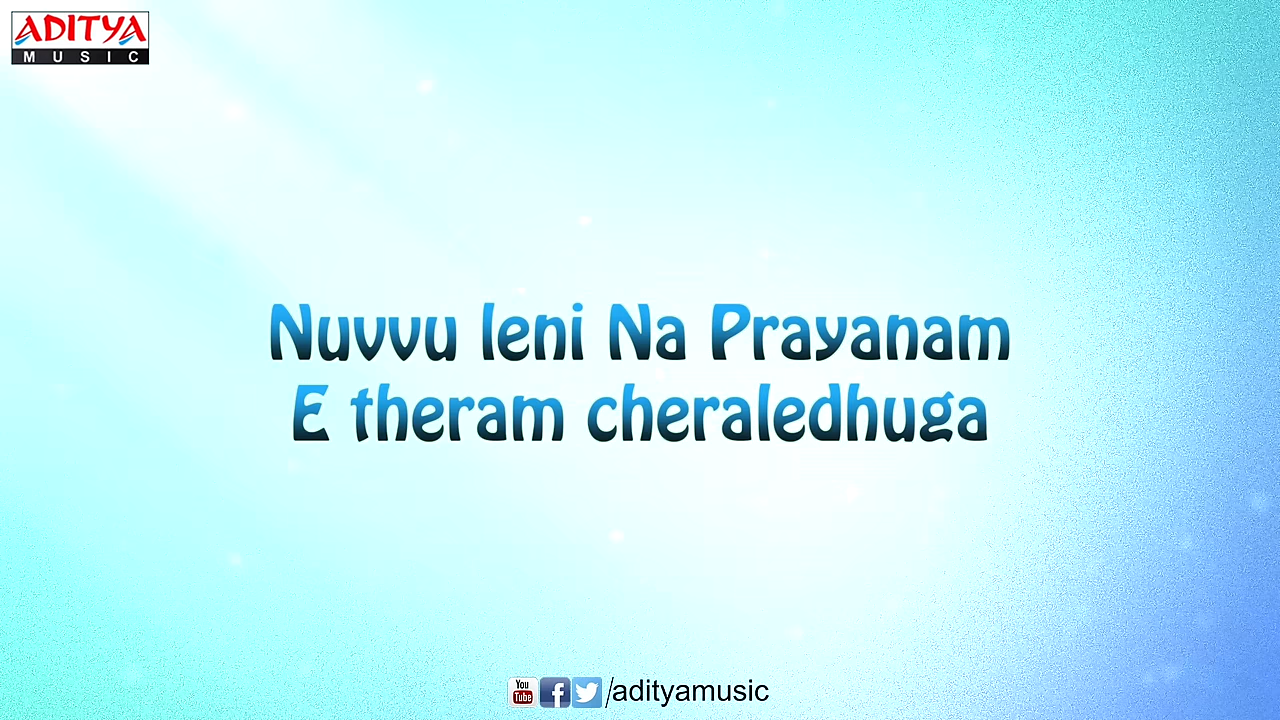 ADITYA
MUSIC
Nuvvu leni Na Prayanam
E theram cheraledhuga
You Tube f /adityamusic